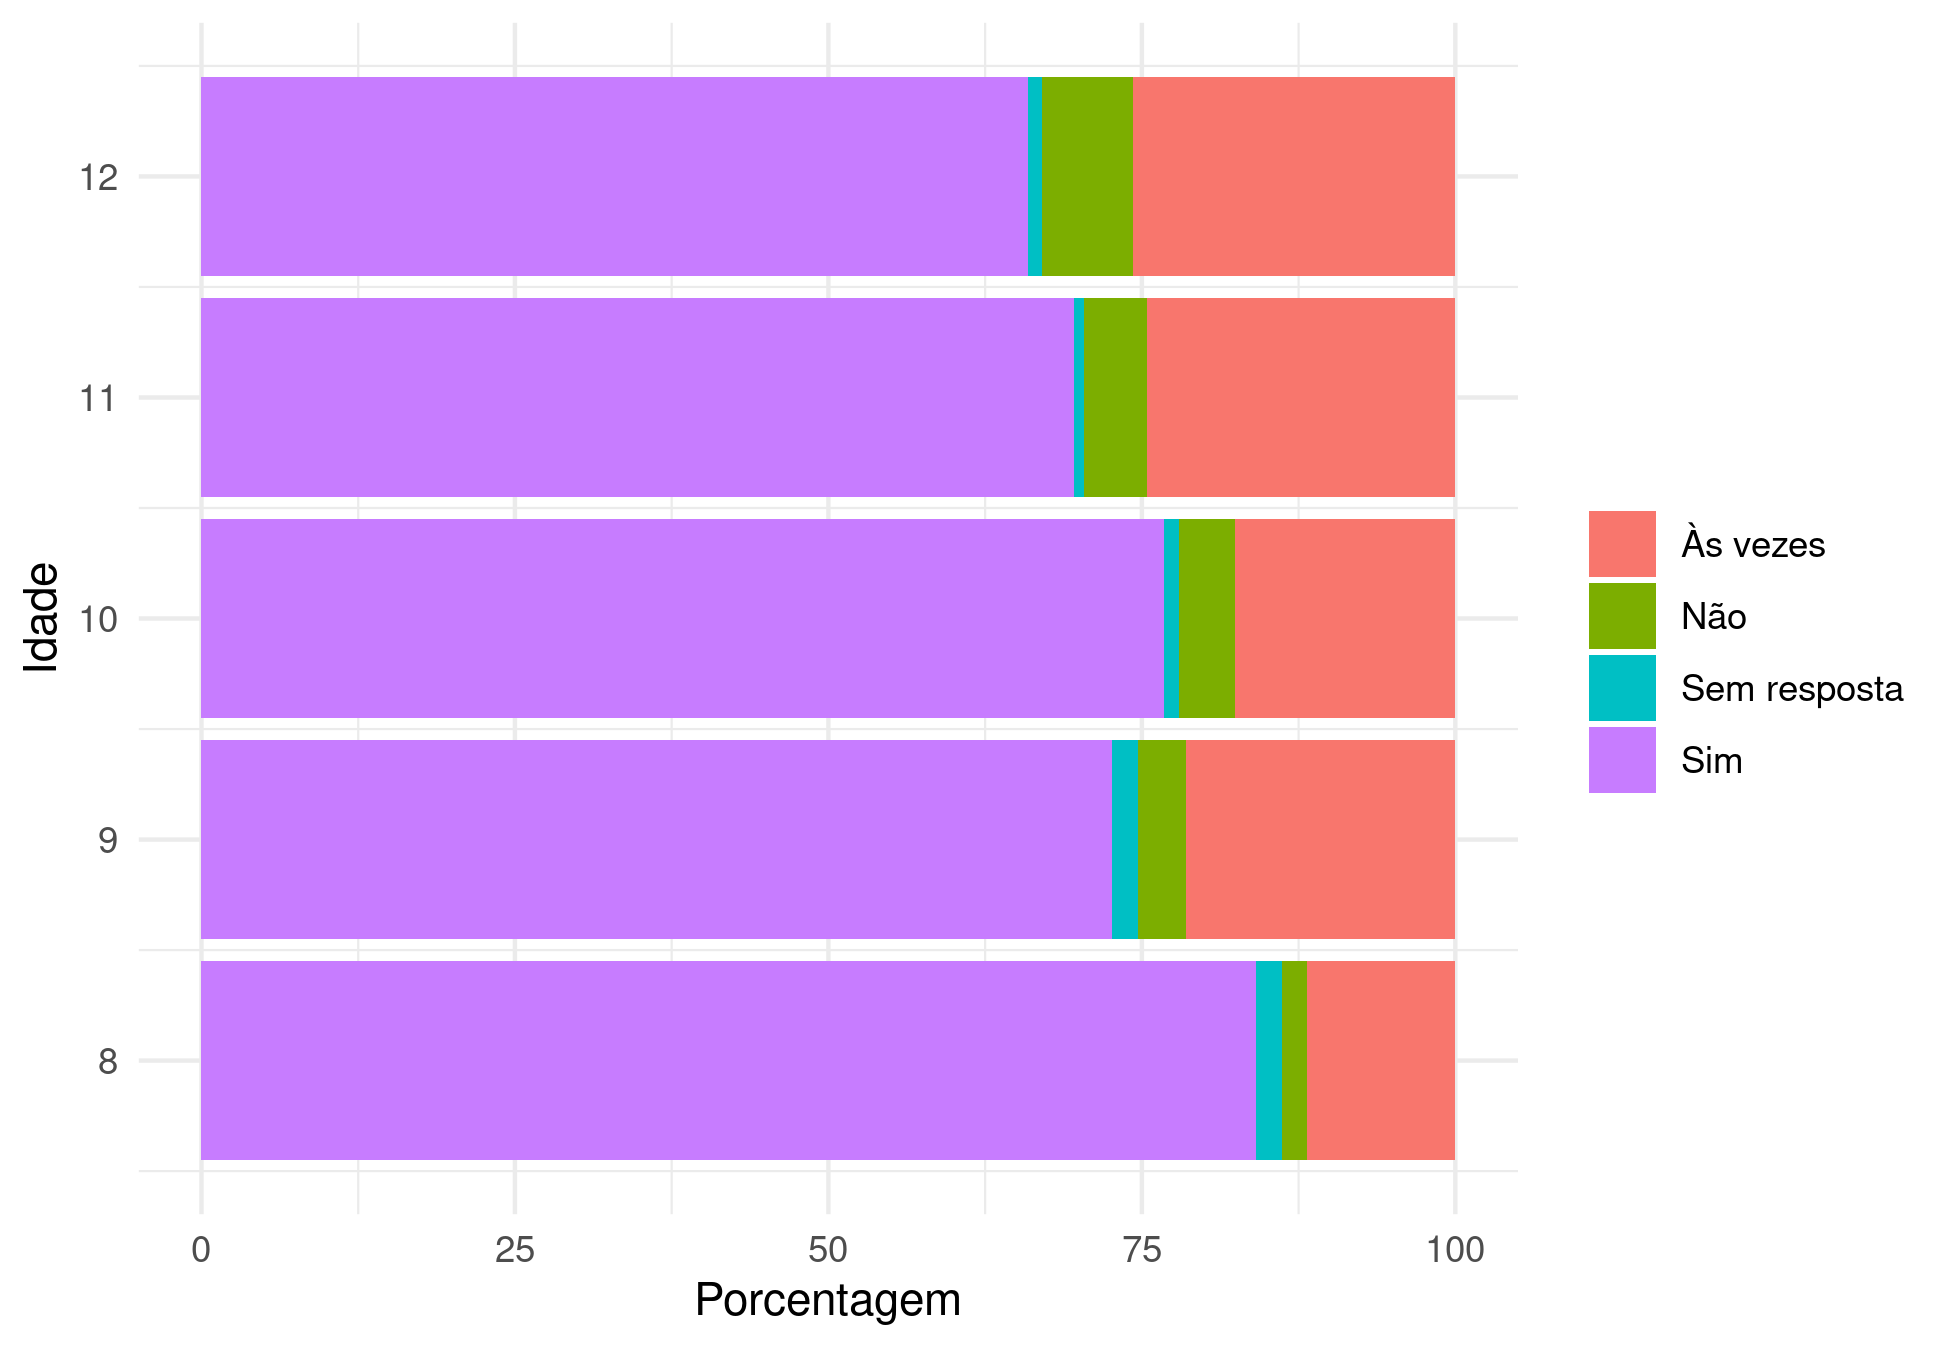 12
11
10
9
8
Idade
0 25 50 75 100
Porcentagem
Às vezes
Não
Sem resposta
Sim